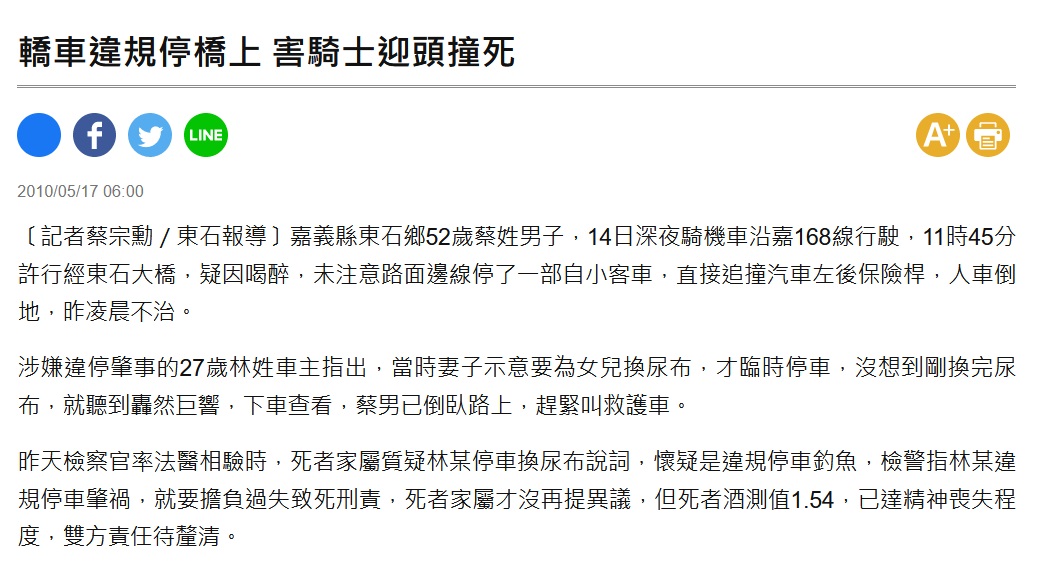 轎車違規停橋上 害騎士迎頭撞死
f
LINE
A+
2010/05/17 06:00
〔記者蔡宗勳／東石報導〕嘉義縣東石鄉52歲蔡姓男子，14日深夜騎機車沿嘉168線行駛，11時45分
許行經東石大橋，疑因喝醉，未注意路面邊線停了一部自小客車，直接追撞汽車左後保險桿，人車倒
地，昨凌晨不治。
涉嫌違停肇事的27歲林姓車主指出，當時妻子示意要為女兒換尿布，才臨時停車，沒想到剛換完尿
布，就聽到轟然巨響，下車查看，蔡男已倒臥路上，趕緊叫救護車。
昨天檢察官率法醫相驗時，死者家屬質疑林某停車換尿布說詞，懷疑是違規停車釣魚，檢警指林某違
規停車肇禍，就要擔負過失致死刑責，死者家屬才沒再提異議，但死者酒測值1.54，已達精神喪失程
度，雙方責任待釐清。